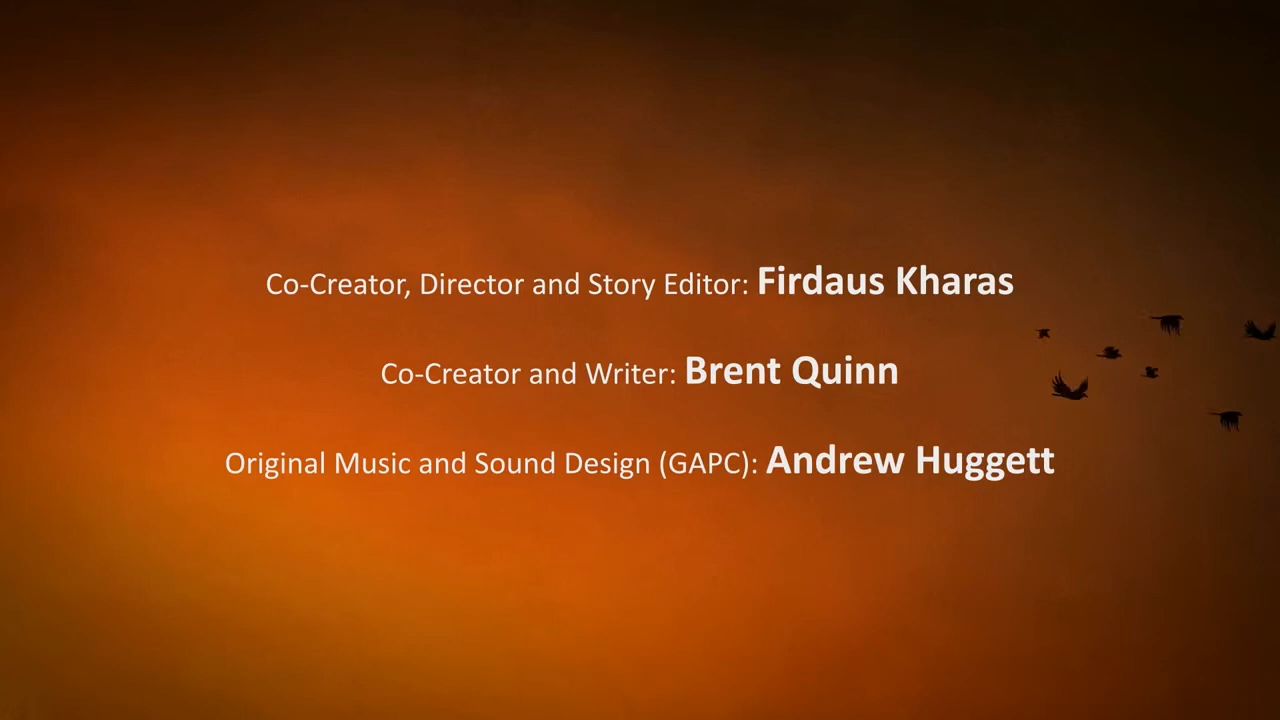 Co-Creator, Director and Story Editor: Firdaus Kharas
Co-Creator and Writer: Brent Quinn
Original Music and Sound Design (GAPC): Andrew Huggett